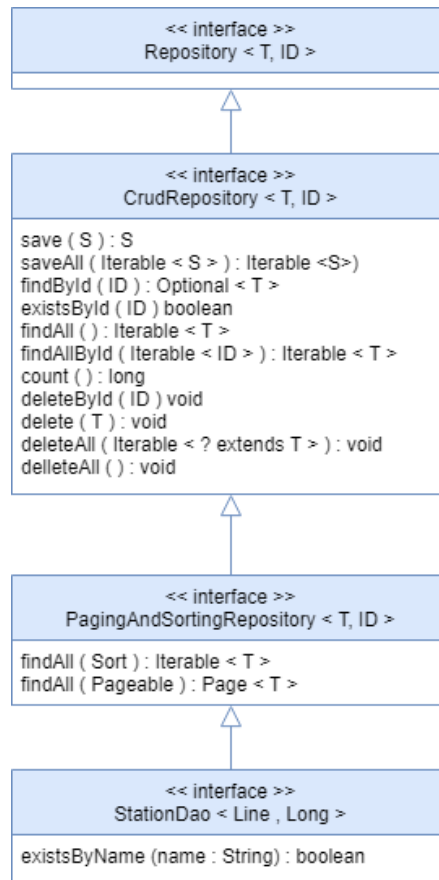 << interface >>
Repository < T, ID >
<< interface >>
CrudRepository < T, ID >
save ( S ) : S
saveAll ( Iterable < S > ) : Iterable <S>)
findById ( ID ) : Optional < T >
existsById ( ID ) boolean
findAll ( ) : Iterable < T >
findAllById ( Iterable < ID > ) : Iterable < T >
count ( ) : long
deleteById ( ID ) void
delete ( T ) : void
deleteAll ( Iterable < ? extends T > ) : void
delleteAll ( ) : void
<< interface >>
PagingAndSortingRepository < T, ID >
findAll ( Sort ) : Iterable < T >
findAll ( Pageable ) : Page < T >
<< interface >>
StationDao < Line , Long >
existsByName (name : String) : boolean